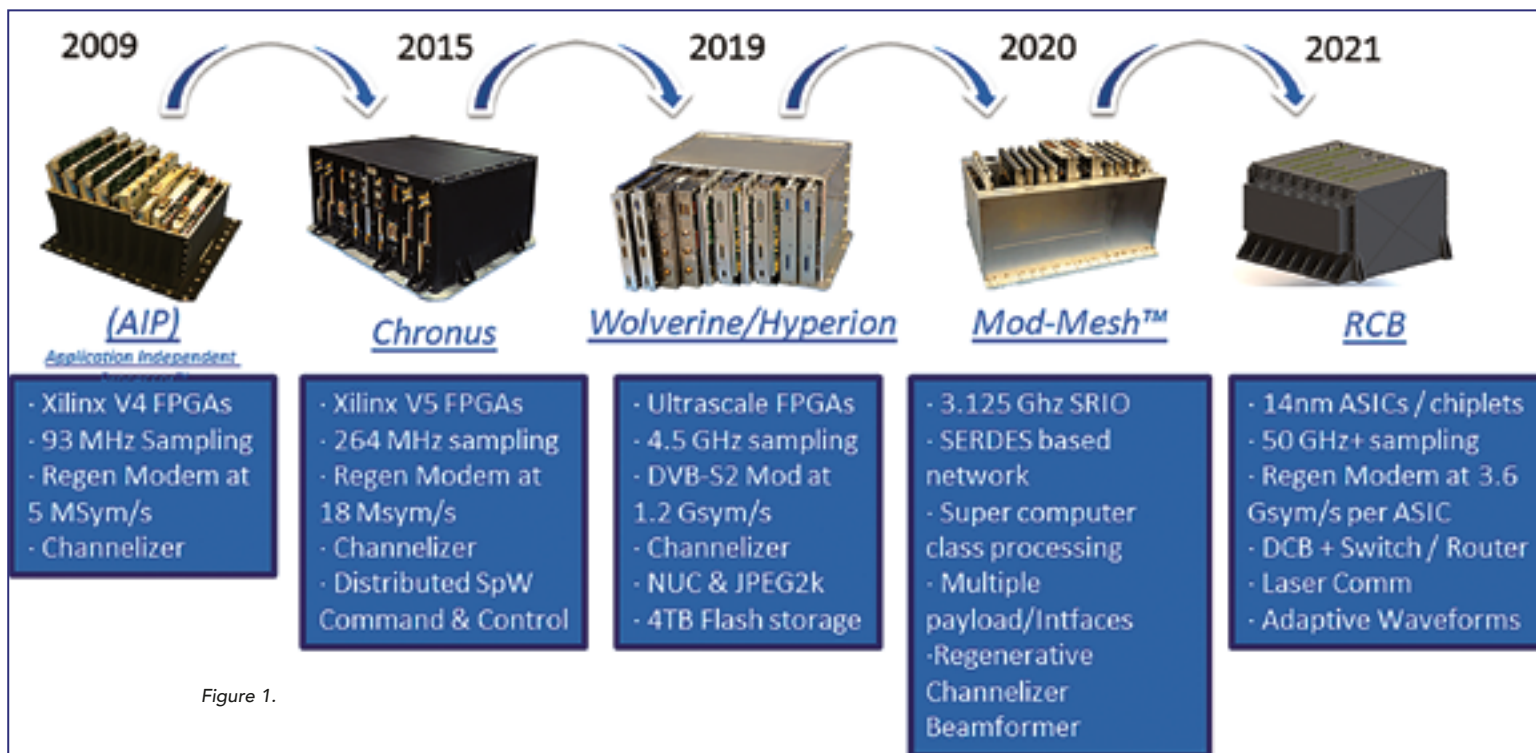 2009
2015
2019
2020
2021
(AIP)
Application Independent
Chronus
Wolverine/Hyperion
Mod-Mesh™
RCB
· Xilinx V4 FPGAs
· 93 MHz Sampling
· Regen Modem at
5 MSym/s
· Channelizer
· Xilinx V5 FPGAs
· 264 MHz sampling
· Regen Modem at
18 Msym/s
· Channelizer
· Distributed SpW
Command & Control
· Ultrascale FPGAs
· 4.5 GHz sampling
· DVB-S2 Mod at
1.2 Gsym/s
· Channelizer
· NUC & JPEG2k
· 4TB Flash storage
· 3.125 Ghz SRIO
· SERDES based
network
· Super computer
class processing
· Multiple
payload/Intfaces
·Regenerative
Channelizer
Beamformer
· 14nm ASICs / chiplets
· 50 GHz+ sampling
· Regen Modem at 3.6
Gsym/s per ASIC
· DCB + Switch / Router
· Laser Comm
· Adaptive Waveforms
Figure 1.